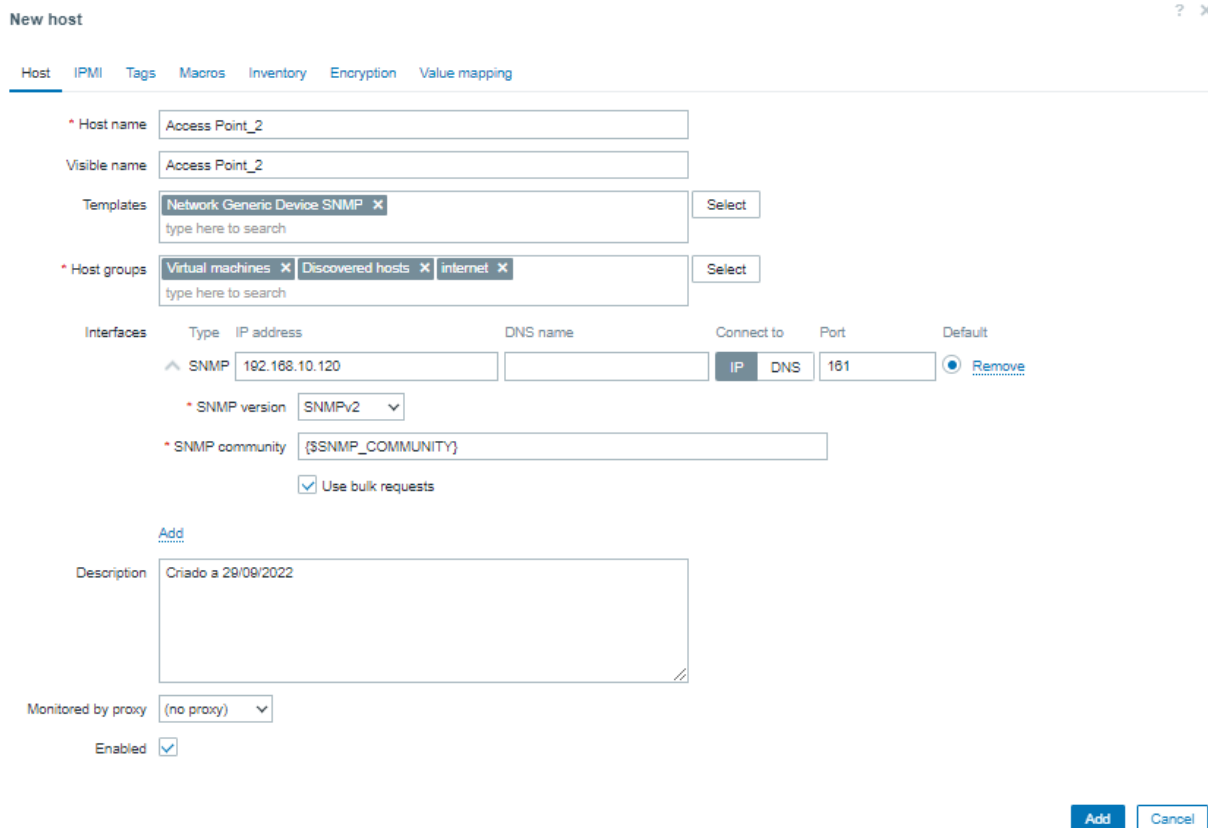 New host
? ×
Host IPMI Tags Macros Inventory Encryption Value mapping
* Host name Access Point_2
Visible name Access Point_2
Templates Network Generic Device SNMP × Select
type here to search
* Host groups Virtual machines × Discovered hosts × internet × Select
type here to search
Interfaces Type IP address DNS name Connect to Port Default
SNMP 192.168.10.120 IP DNS 161 Remove
* SNMP version SNMPv2
* SNMP community {$SNMP_COMMUNITY}
Use bulk requests
Add
Description Criado a 29/09/2022
Monitored by proxy (no proxy)
Enabled
Add Cancel